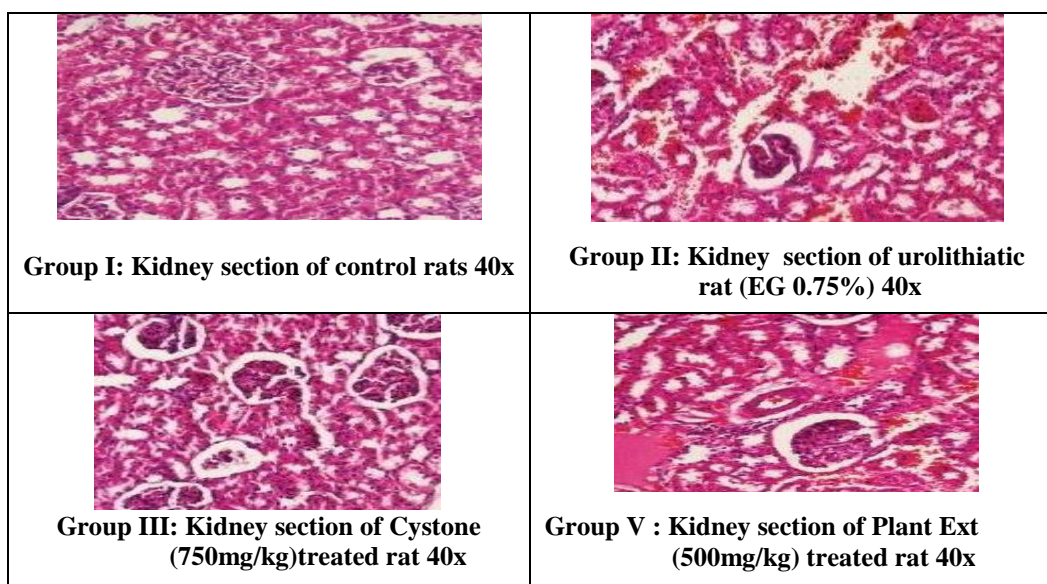 Group I: Kidney section of control rats 40x
Group II: Kidney section of urolithiatic
rat (EG 0.75%) 40x
Group III: Kidney section of Cystone
(750mg/kg)treated rat 40x
Group V : Kidney section of Plant Ext
(500mg/kg) treated rat 40x